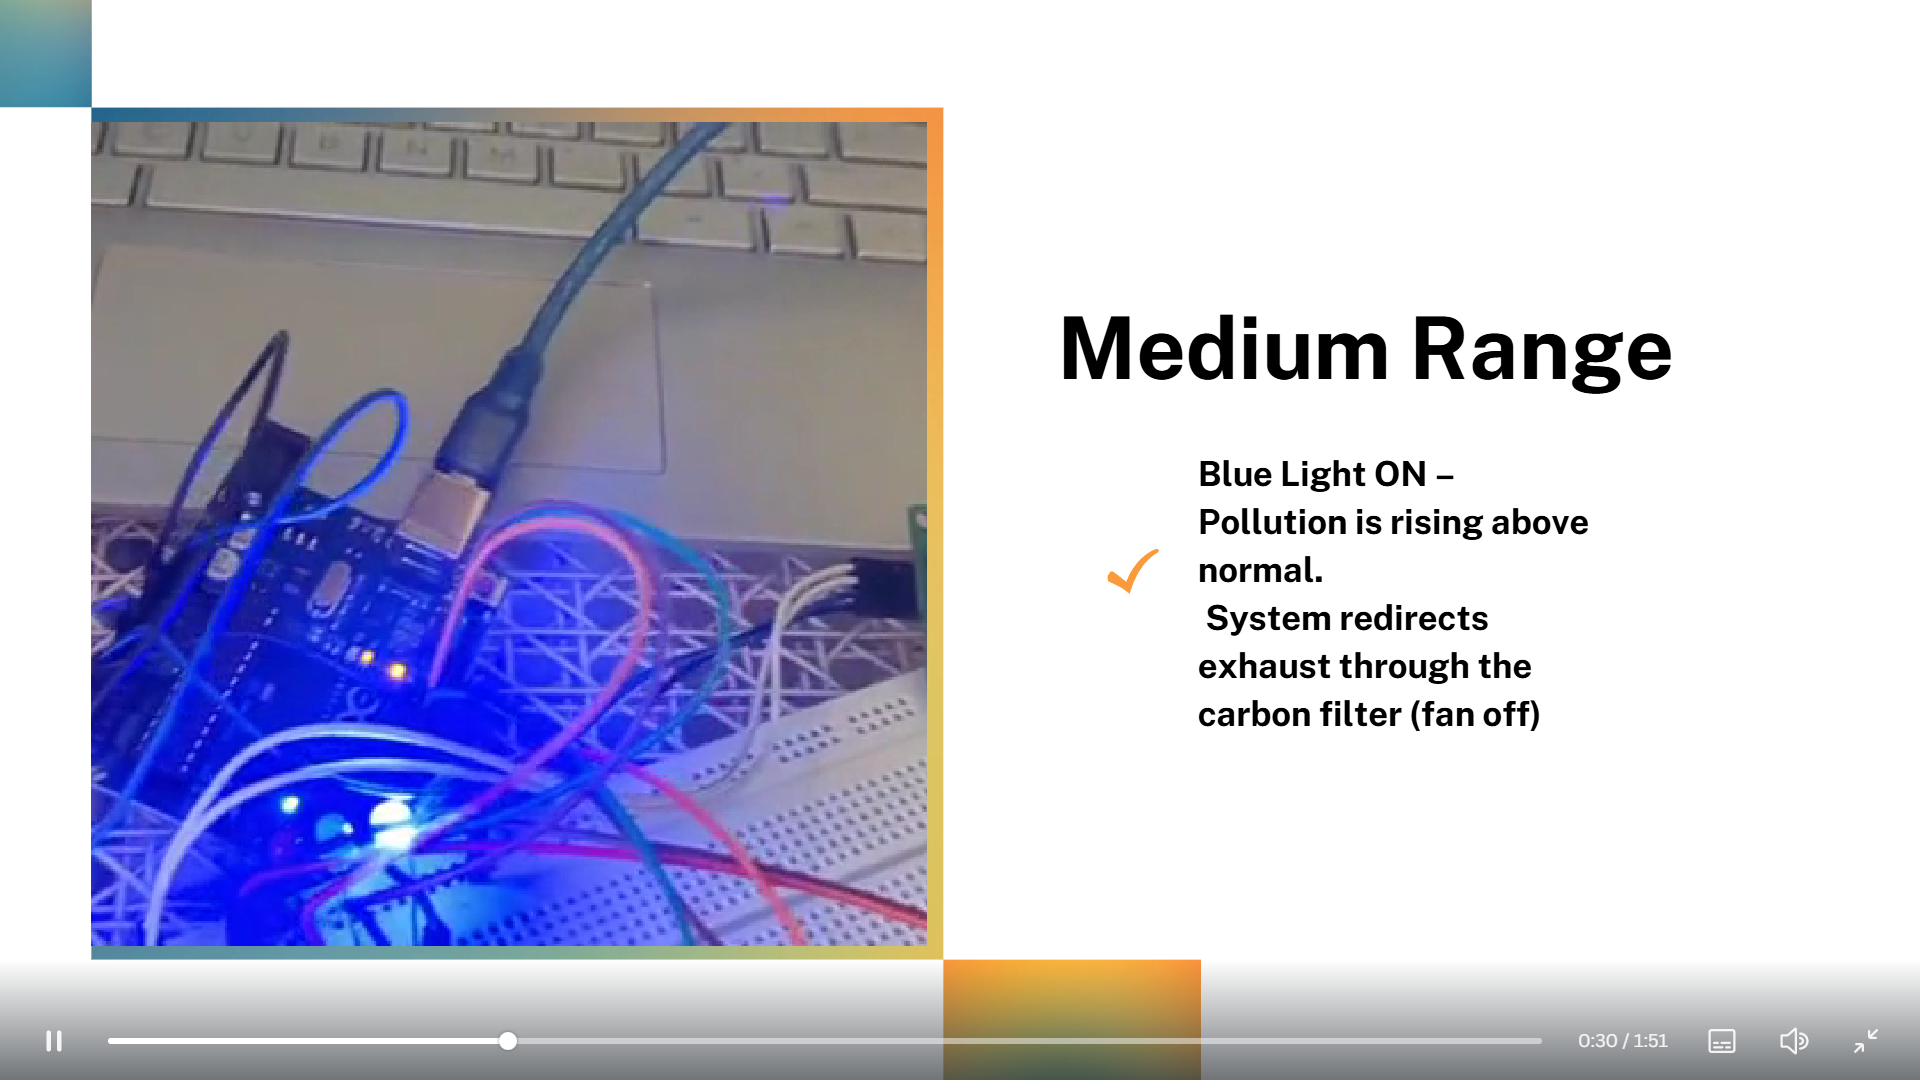 C V B N M
Medium Range
Blue Light ON –
Pollution is rising above
normal.
System redirects
exhaust through the
carbon filter (fan off)
0:30 / 1:51